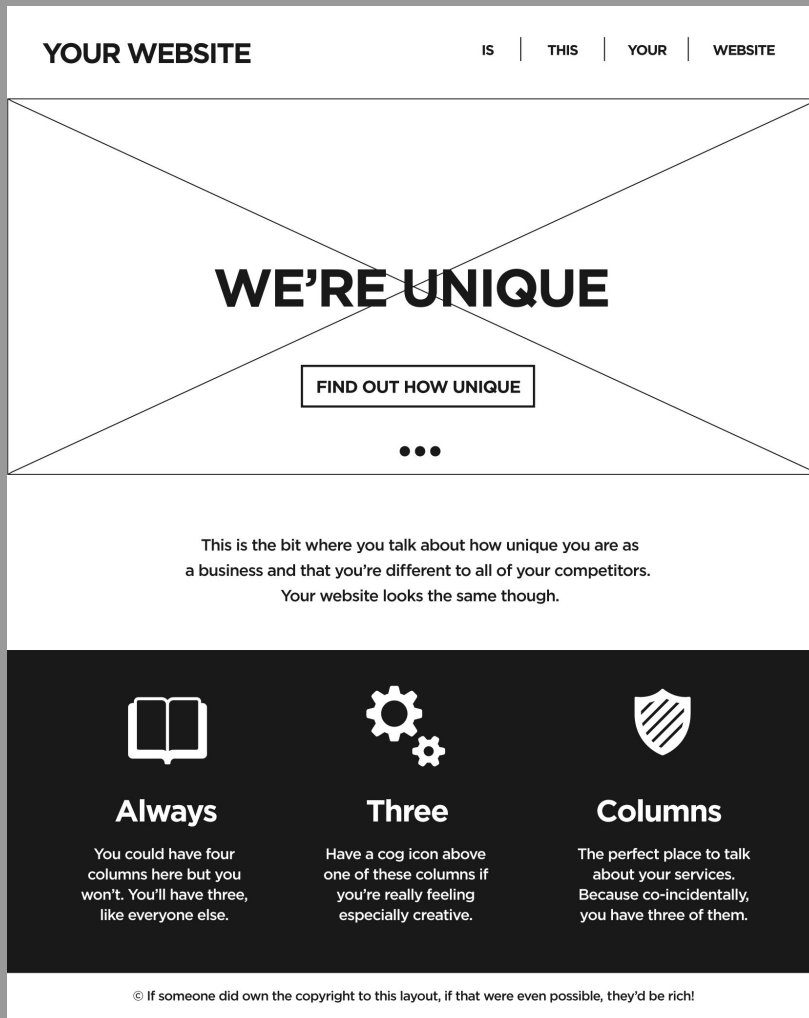 YOUR WEBSITE
IS
THIS
YOUR
WEBSITE
WE’RE UNIQUE
FIND OUT HOW UNIQUE
This is the bit where you talk about how unique you are as
a business and that you’re different to all of your competitors.
Your website looks the same though.
Always
You could have four
columns here but you
won’t. You’ll have three,
like everyone else.
Three
Have a cog icon above
one of these columns if
you’re really feeling
especially creative.
Columns
The perfect place to talk
about your services.
Because co-incidentally,
you have three of them.
© If someone did own the copyright to this layout, if that were even possible, they’d be rich!